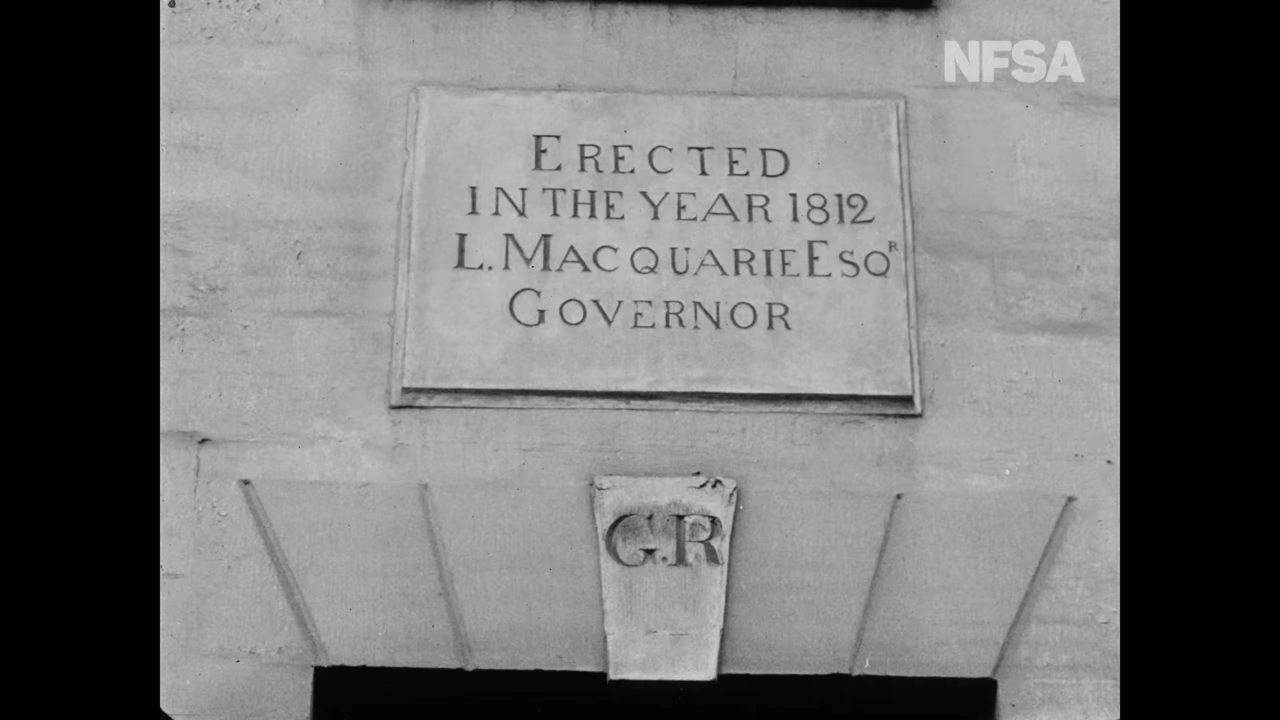 NFSA
ERECTED
IN THE YEAR 1812
L. MACQUARIE ESQR
GOVERNOR
G.R